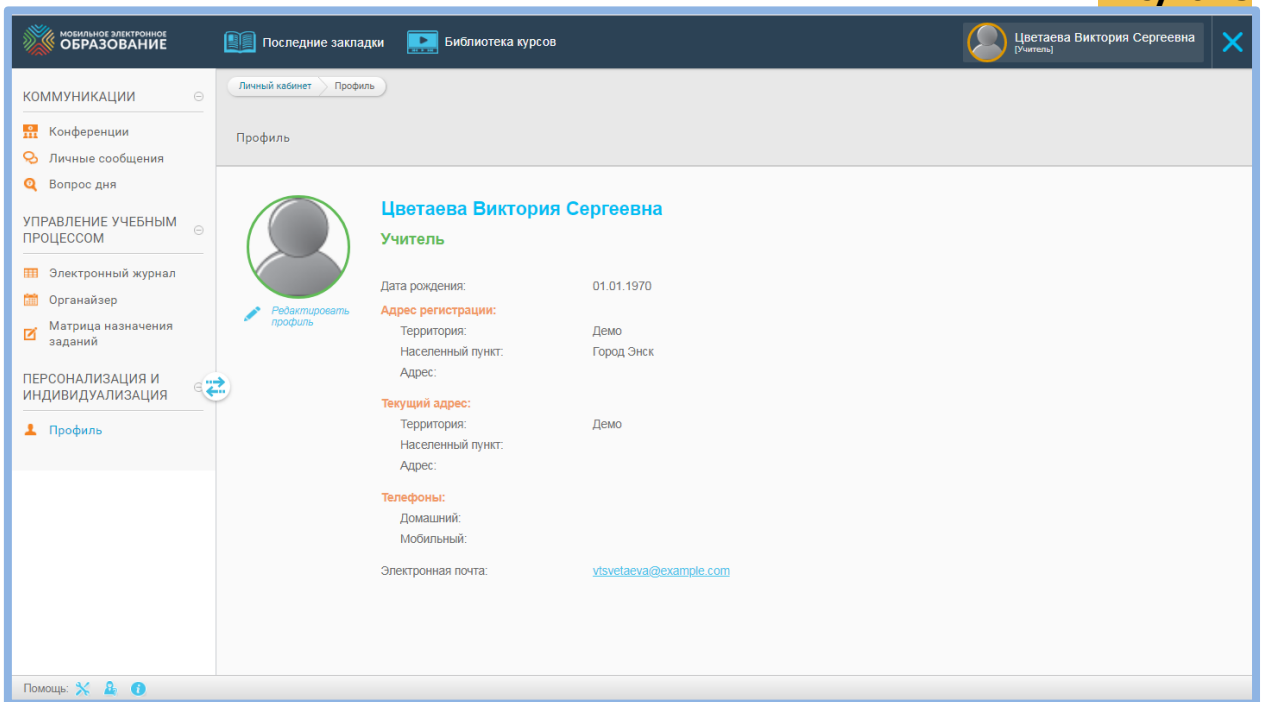 МОБИЛЬНОЕ ЭЛЕКТРОННОЕ
ОБРАЗОВАНИЕ
Последние закладки
Библиотека курсов
Цветаева Виктория Сергеевна
[Учитель]
КОММУНИКАЦИИ
Конференции
Личные сообщения
Вопрос дня
УПРАВЛЕНИЕ УЧЕБНЫМ
ПРОЦЕССОМ
Электронный журнал
Органайзер
Матрица назначения
заданий
ПЕРСОНАЛИЗАЦИЯ И
ИНДИВИДУАЛИЗАЦИЯ
Профиль
Личный кабинет Профиль
Профиль
Редактировать
профиль
Цветаева Виктория Сергеевна
Учитель
Дата рождения: 01.01.1970
Адрес регистрации:
Территория: Демо
Населенный пункт: Город Энск
Адрес:
Текущий адрес:
Территория: Демо
Населенный пункт:
Адрес:
Телефоны:
Домашний:
Мобильный:
Электронная почта: vtsvetaeva@example.com
Помощь: